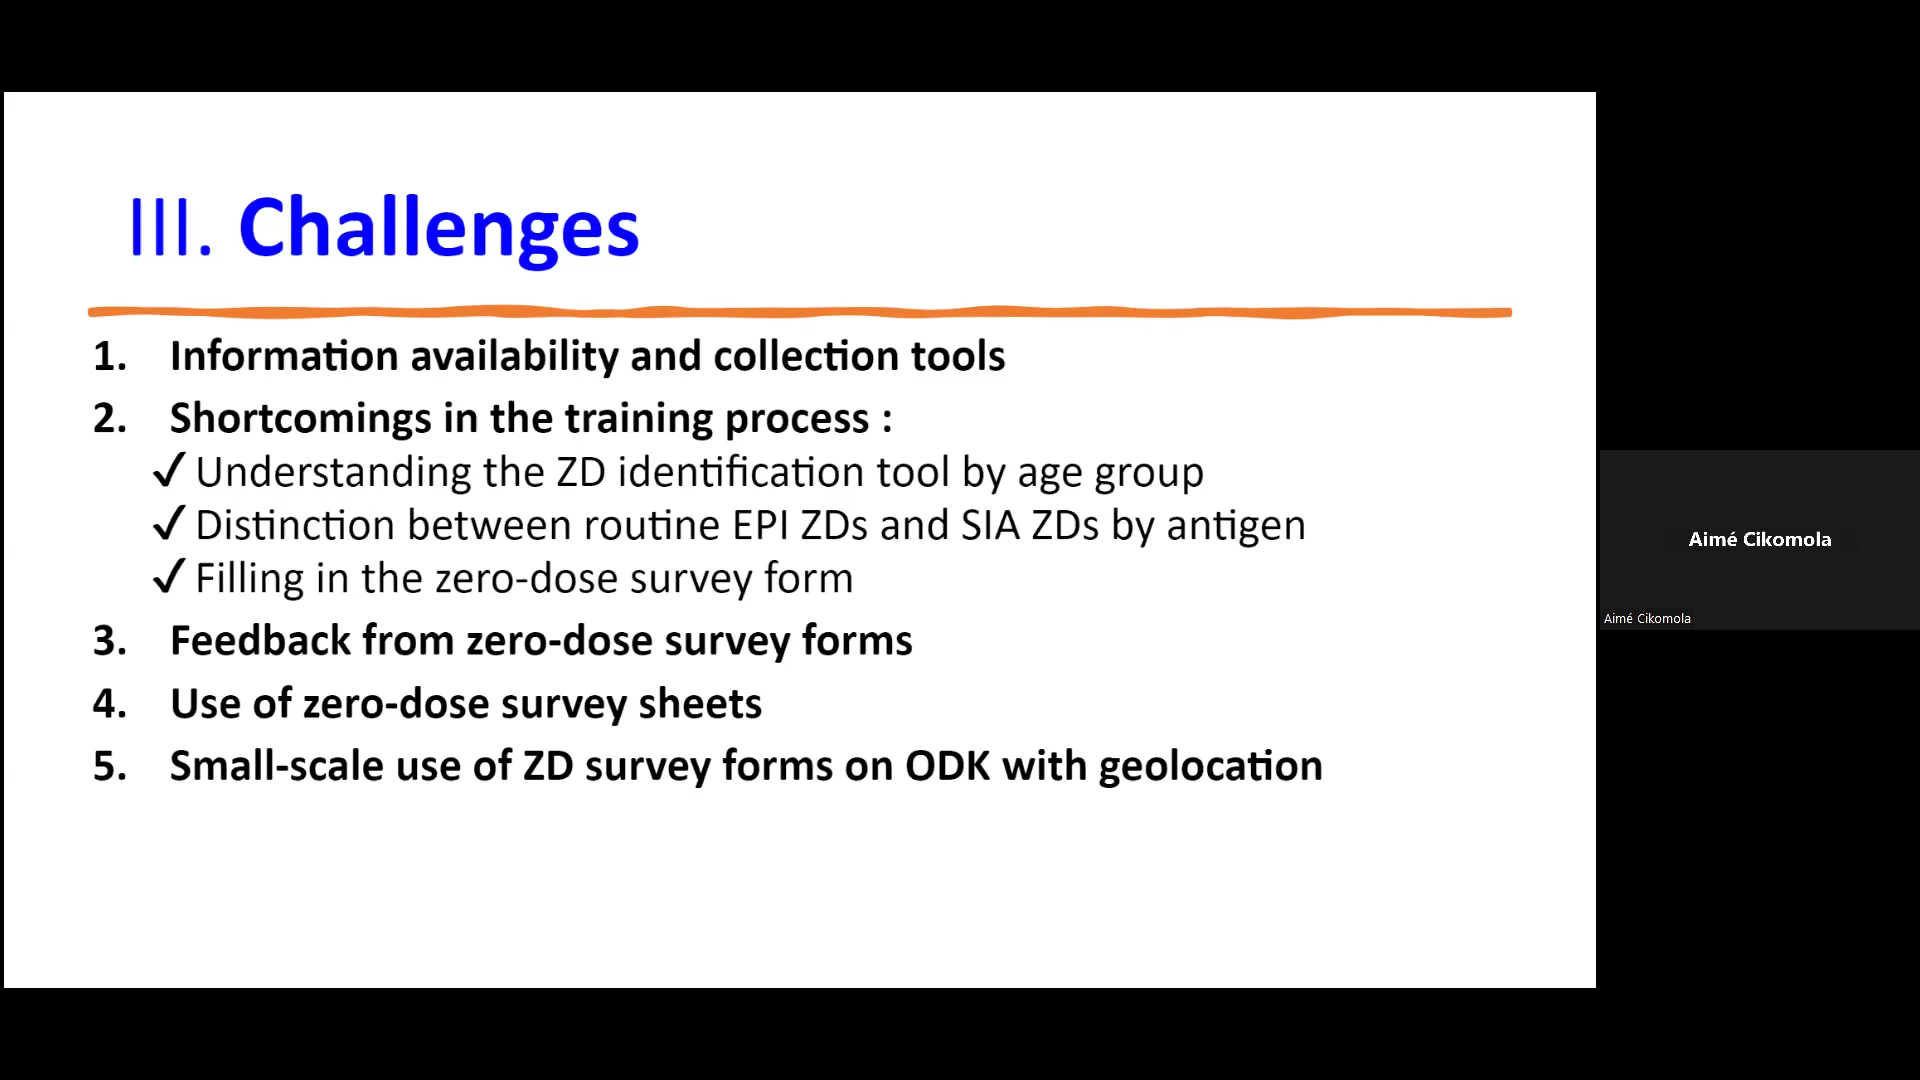 III. Challenges
1. Information availability and collection tools
2. Shortcomings in the training process :
✓Understanding the ZD identification tool by age group
✓Distinction between routine EPI ZDs and SIA ZDs by antigen
✓Filling in the zero-dose survey form
3. Feedback from zero-dose survey forms
4. Use of zero-dose survey sheets
5. Small-scale use of ZD survey forms on ODK with geolocation
Aimé Cikomola
Aimé Cikomola